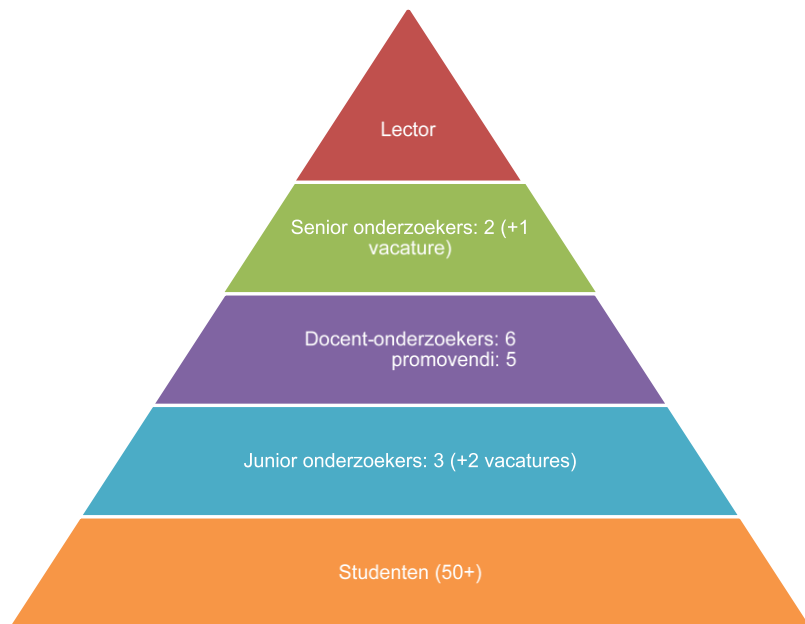 Lector
Senior onderzoekers: 2 (+1
vacature)
Docent-onderzoekers: 6
promovendi: 5
Junior onderzoekers: 3 (+2 vacatures)
Studenten (50+)